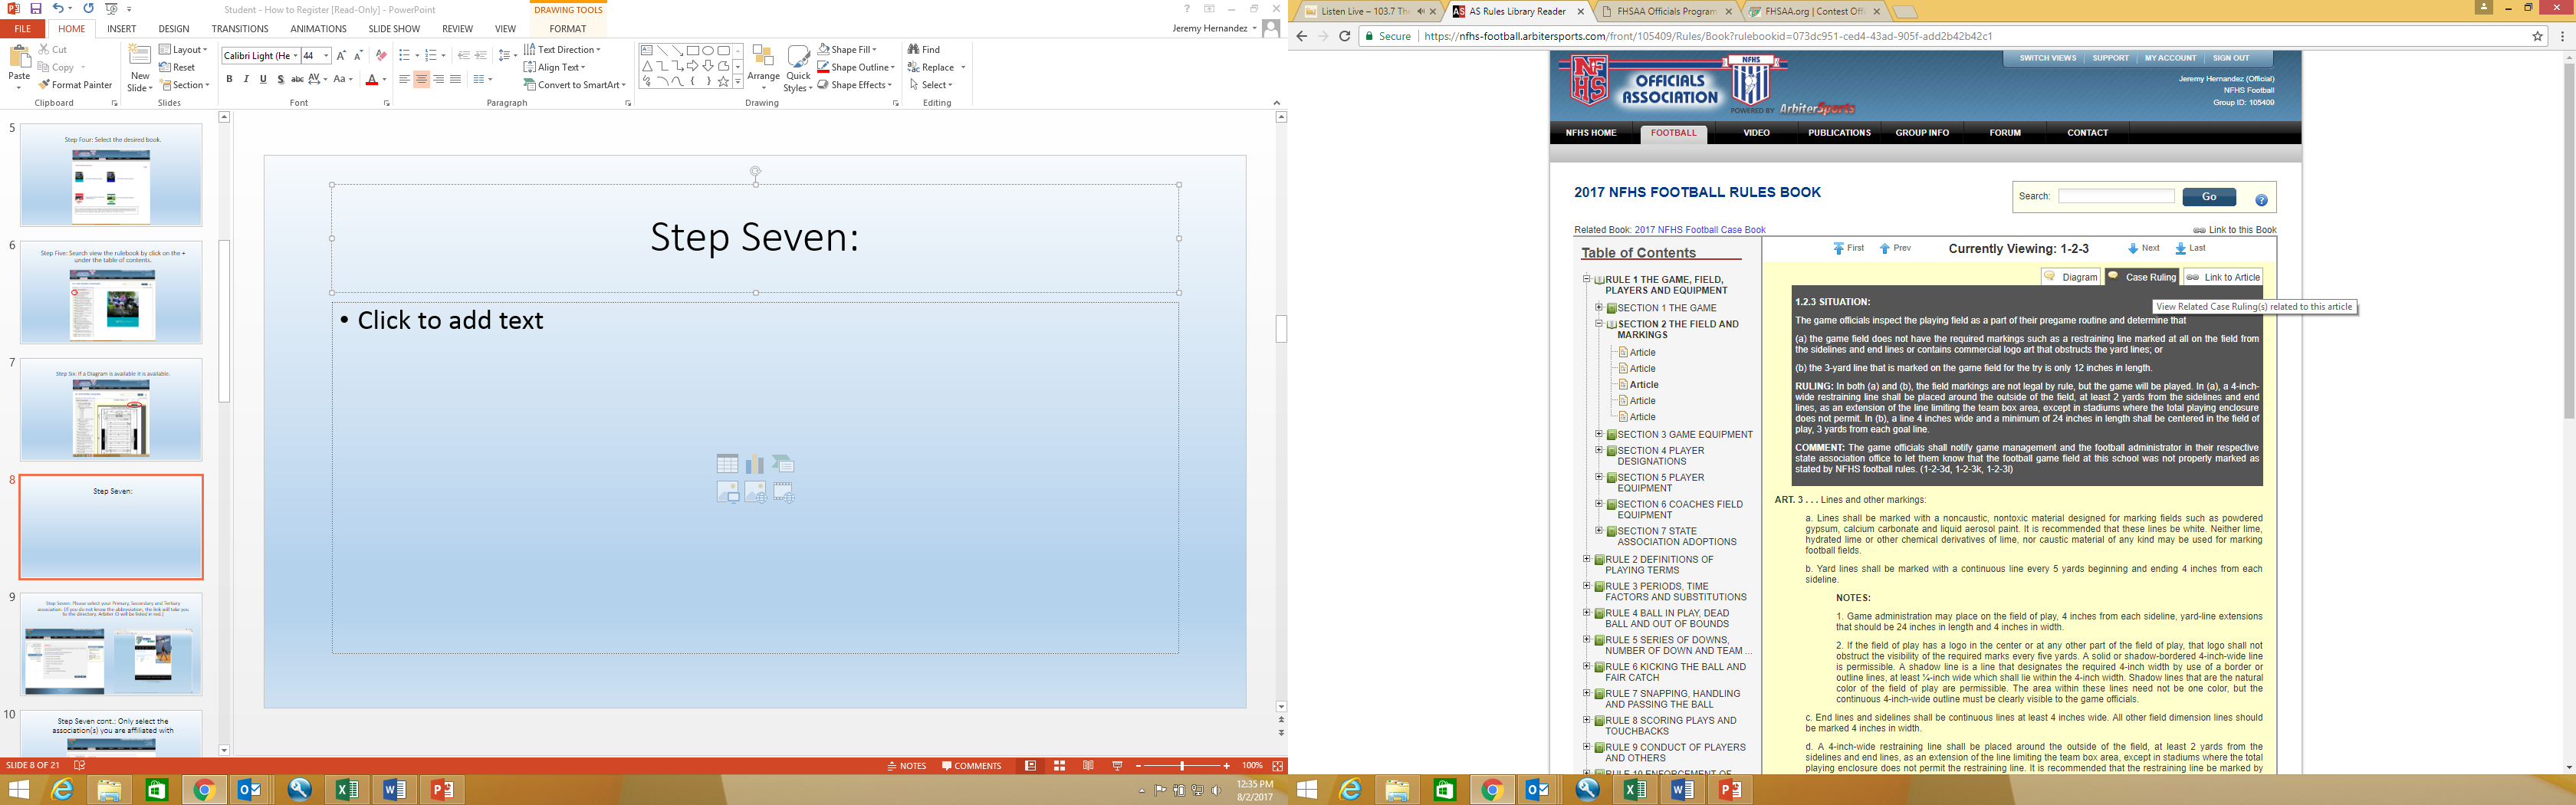 Student - How to Register [Read-Only] - PowerPoint
DRAWING TOOLS
FILE
HOME
INSERT
DESIGN
TRANSITIONS
ANIMATIONS
SLIDE SHOW
REVIEW
VIEW
FORMAT
Jeremy Hernandez
Paste
Cut
Copy
Format Painter
Clipboard
New Slide
Layout
Reset
Section
Slides
Calibri Light (He
44
Font
Paragraph
Text Direction
Align Text
Convert to SmartArt
Arrange
Quick Styles
Shape Fill
Shape Outline
Shape Effects
Drawing
Find
Replace
Select
Editing
5
Step Four: Select the desired book.
6
Step Five: Search view the rulebook by click on the +
under the table of contents.
7
Step Six: If a Diagram is available it is available.
8
Step Seven:
9
Step Seven: Please select your Primary, Secondary and Tertiary
10
Step Seven cont.: Only select the
association(s) you are affiliated with
Step Seven:
• Click to add text
SLIDE 8 OF 21
NOTES
COMMENTS
100%
12:35 PM
8/2/2017
Listen Live – 103.7 Th
AS Rules Library Reader
FHSAA Officials Program
FHSAA.org | Contest Off
Secure
https://nfhs-football.arbitersports.com/front/105409/Rules/Book?rulebookid=073dc951-ced4-43ad-905f-add2b42b42c1
NFHS
OFFICIALS
ASSOCIATION
NFHS
POWERED BY ArbiterSports
SWITCH VIEWS
SUPPORT
MY ACCOUNT
SIGN OUT
Jeremy Hernandez (Official)
NFHS Football
Group ID: 105409
NFHS HOME
FOOTBALL
VIDEO
PUBLICATIONS
GROUP INFO
FORUM
CONTACT
2017 NFHS FOOTBALL RULES BOOK
Search:
Go
Related Book: 2017 NFHS Football Case Book
Link to this Book
Table of Contents
RULE 1 THE GAME, FIELD,
PLAYERS AND EQUIPMENT
SECTION 1 THE GAME
SECTION 2 THE FIELD AND
MARKINGS
Article
Article
Article
Article
Article
SECTION 3 GAME EQUIPMENT
SECTION 4 PLAYER
DESIGNATIONS
SECTION 5 PLAYER
EQUIPMENT
SECTION 6 COACHES FIELD
EQUIPMENT
SECTION 7 STATE
ASSOCIATION ADOPTIONS
RULE 2 DEFINITIONS OF
PLAYING TERMS
RULE 3 PERIODS, TIME
FACTORS AND SUBSTITUTIONS
RULE 4 BALL IN PLAY, DEAD
BALL AND OUT OF BOUNDS
RULE 5 SERIES OF DOWNS,
NUMBER OF DOWN AND TEAM ...
RULE 6 KICKING THE BALL AND
FAIR CATCH
RULE 7 SNAPPING, HANDLING
AND PASSING THE BALL
RULE 8 SCORING PLAYS AND
TOUCHBACKS
RULE 9 CONDUCT OF PLAYERS
AND OTHERS
RULE 10 ENFORCEMENT OF
First
Prev
Currently Viewing: 1-2-3
Next
Last
Diagram
Case Ruling
Link to Article
View Related Case Ruling(s) related to this article
1.2.3 SITUATION:
The game officials inspect the playing field as a part of their pregame routine and determine that
(a) the game field does not have the required markings such as a restraining line marked at all on the field from
the sidelines and end lines or contains commercial logo art that obstructs the yard lines; or
(b) the 3-yard line that is marked on the game field for the try is only 12 inches in length.
RULING: In both (a) and (b), the field markings are not legal by rule, but the game will be played. In (a), a 4-inch-
wide restraining line shall be placed around the outside of the field, at least 2 yards from the sidelines and end
lines, as an extension of the line limiting the team box area, except in stadiums where the total playing enclosure
does not permit. In (b), a line 4 inches wide and a minimum of 24 inches in length shall be centered in the field of
play, 3 yards from each goal line.
COMMENT: The game officials shall notify game management and the football administrator in their respective
state association office to let them know that the football game field at this school was not properly marked as
stated by NFHS football rules. (1-2-3d, 1-2-3k, 1-2-3l)
ART. 3 . . . Lines and other markings:
a. Lines shall be marked with a noncaustic, nontoxic material designed for marking fields such as powdered
gypsum, calcium carbonate and liquid aerosol paint. It is recommended that these lines be white. Neither lime,
hydrated lime or other chemical derivatives of lime, nor caustic material of any kind may be used for marking
football fields.
b. Yard lines shall be marked with a continuous line every 5 yards beginning and ending 4 inches from each
sideline.
NOTES:
1. Game administration may place on the field of play, 4 inches from each sideline, yard-line extensions
that should be 24 inches in length and 4 inches in width.
2. If the field of play has a logo in the center or at any other part of the field of play, that logo shall not
obstruct the visibility of the required marks every five yards. A solid or shadow-bordered 4-inch-wide line
is permissible. A shadow line is a line that designates the required 4-inch width by use of a border or
outline lines, at least ¼-inch wide which shall lie within the 4-inch width. Shadow lines that are the natural
color of the field of play are permissible. The area within these lines need not be one color, but the
continuous 4-inch-wide outline must be clearly visible to the game officials.
c. End lines and sidelines shall be continuous lines at least 4 inches wide. All other field dimension lines should
be marked 4 inches in width.
d. A 4-inch-wide restraining line shall be placed around the outside of the field, at least 2 yards from the
sidelines and end lines, as an extension of the line limiting the team box area, except in stadiums where the total
playing enclosure does not permit the restraining line. It is recommended that the restraining line be marked by